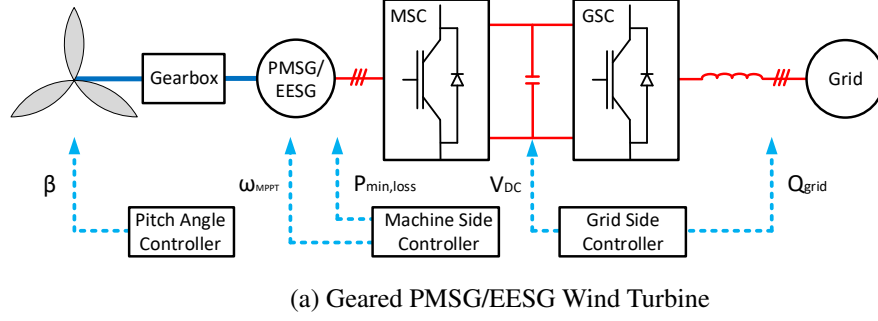 MSC
GSC
Gearbox
PMSG/
EESG
Grid
β
ωMPPT
Pmin,loss
VDC
Qgrid
Pitch Angle
Controller
Machine Side
Controller
Grid Side
Controller
(a) Geared PMSG/EESG Wind Turbine